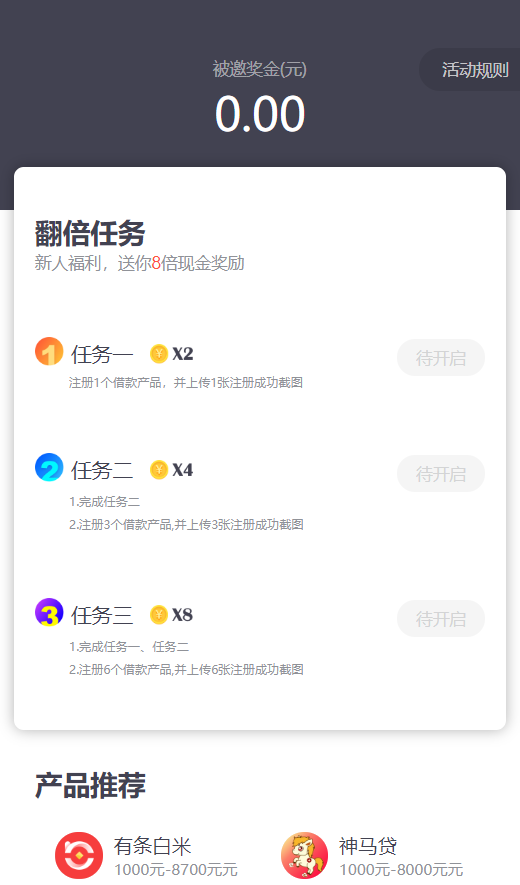 被邀奖金(元)
活动规则
0.00
翻倍任务
新人福利，送你8倍现金奖励
1 任务一 ¥ X2
待开启
注册1个借款产品，并上传1张注册成功截图
2 任务二 ¥ X4
待开启
1.完成任务二
2.注册3个借款产品,并上传3张注册成功截图
3 任务三 ¥ X8
待开启
1.完成任务一、任务二
2.注册6个借款产品,并上传6张注册成功截图
产品推荐
有条白米
神马贷
1000元-8700元元
1000元-8000元元